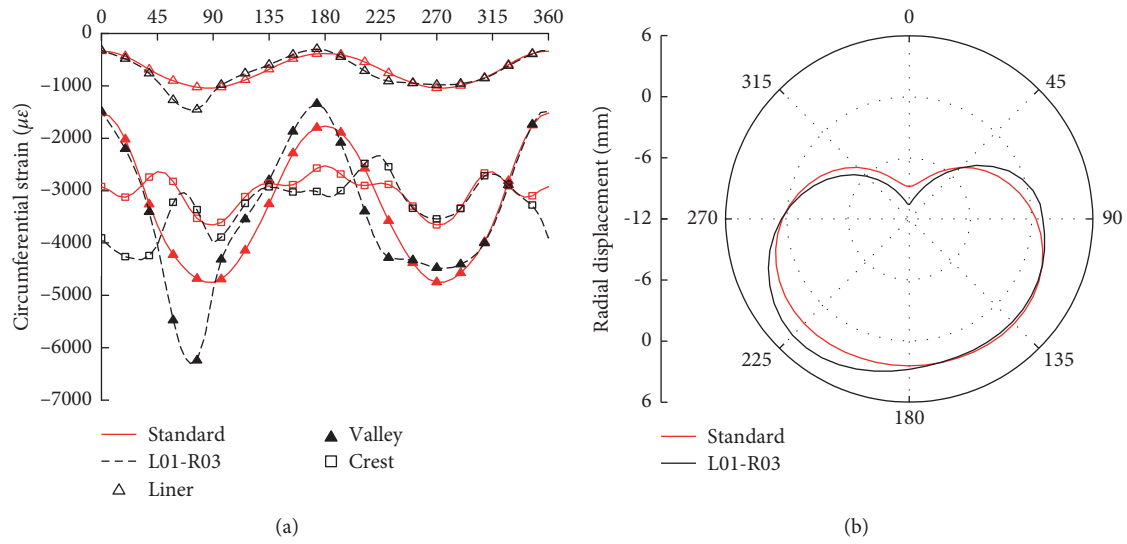 0 45 90 135 180 225 270 315 360
0
−1000
−2000
−3000
−4000
−5000
−6000
−7000
Circumferential strain (με)
Standard
L01-R03
Liner
Valley
Crest
(a)
0
45
90
135
180
225
270
315
6
0
-6
-12
-6
0
6
Radial displacement (mm)
Standard
L01-R03
(b)